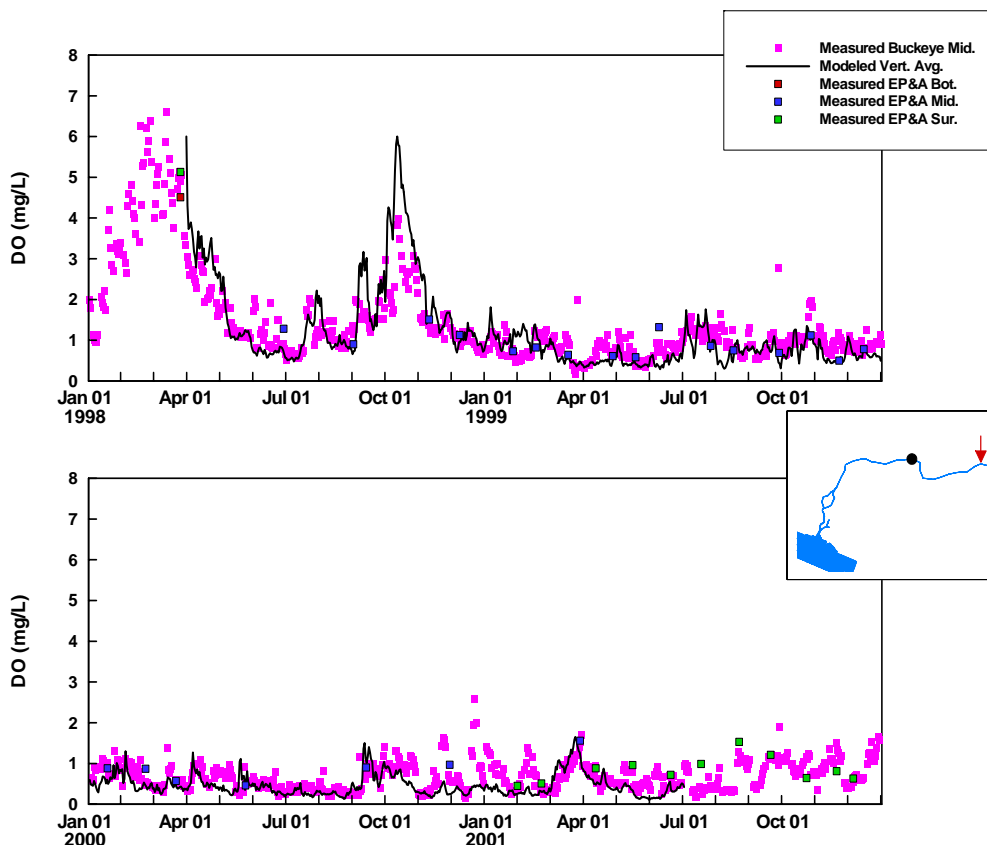 Measured Buckeye Mid.
Modeled Vert. Avg.
Measured EP&A Bot.
Measured EP&A Mid.
Measured EP&A Sur.
8
7
6
5
4
3
2
1
0
DO (mg/L)
Jan 01 Apr 01 Jul 01 Oct 01 Jan 01 Apr 01 Jul 01 Oct 01
1998 1999
8
7
6
5
4
3
2
1
0
DO (mg/L)
Jan 01 Apr 01 Jul 01 Oct 01 Jan 01 Apr 01 Jul 01 Oct 01
2000 2001